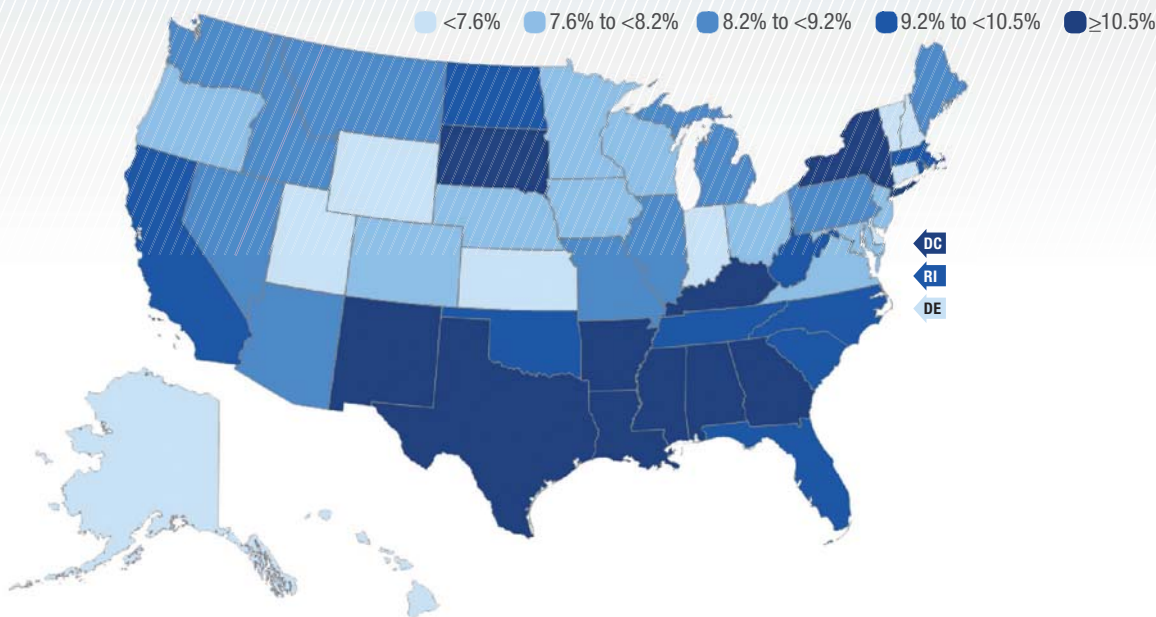 <7.6% 7.6% to <8.2% 8.2% to <9.2% 9.2% to <10.5% ≥10.5%
DC
RI
DE